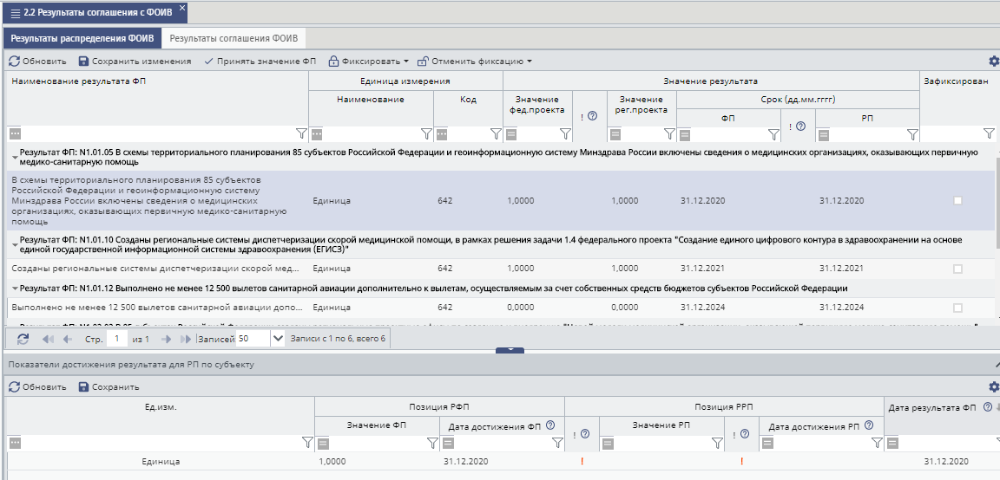 2.2 Результаты соглашения с ФОИВ
Результаты распределения ФОИВ
Результаты соглашения ФОИВ
Обновить
Сохранить изменения
Принять значение ФП
Фиксировать
Отменить фиксацию
Наименование результата ФП
Единица измерения
Значение результата
Зафиксирован
Наименование
Код
Значение фед.проекта
! ?
Значение рег.проекта
Срок (дд.мм.гггг)
ФП
! ?
РП
Результат ФП: N1.01.05 В схемы территориального планирования 85 субъектов Российской Федерации и геоинформационную систему Минздрава России включены сведения о медицинских организациях, оказывающих первичную
медико-санитарную помощь
В схемы территориального планирования 85 субъектов
Российской Федерации и геоинформационную систему
Минздрава России включены сведения о медицинских
организациях, оказывающих первичную медико-санитарную
помощь
Единица 642 1,0000 1,0000 31.12.2020 31.12.2020
Результат ФП: N1.01.10 Созданы региональные системы диспетчеризации скорой медицинской помощи, в рамках решения задачи 1.4 федерального проекта "Создание единого цифрового контура в здравоохранении на основе
единой государственной информационной системы здравоохранения (ЕГИСЗ)"
Созданы региональные системы диспетчеризации скорой мед... Единица 642 1,0000 1,0000 31.12.2021 31.12.2021
Результат ФП: N1.01.12 Выполнено не менее 12 500 вылетов санитарной авиации дополнительно к вылетам, осуществляемым за счет собственных средств бюджетов субъектов Российской Федерации
Выполнено не менее 12 500 вылетов санитарной авиации допо... Единица 642 0,0000 0,0000 31.12.2024 31.12.2024
Стр. 1 из 1 Записей 50 Записи с 1 по 6, всего 6
Показатели достижения результата для РП по субъекту
Обновить
Сохранить
Ед.изм.
Позиция РФП
Позиция РРП
Дата результата ФП ?
Значение ФП
Дата достижения ФП ?
! ?
Значение РП
! ?
Дата достижения РП ?
Единица 1,0000 31.12.2020 ! ! 31.12.2020